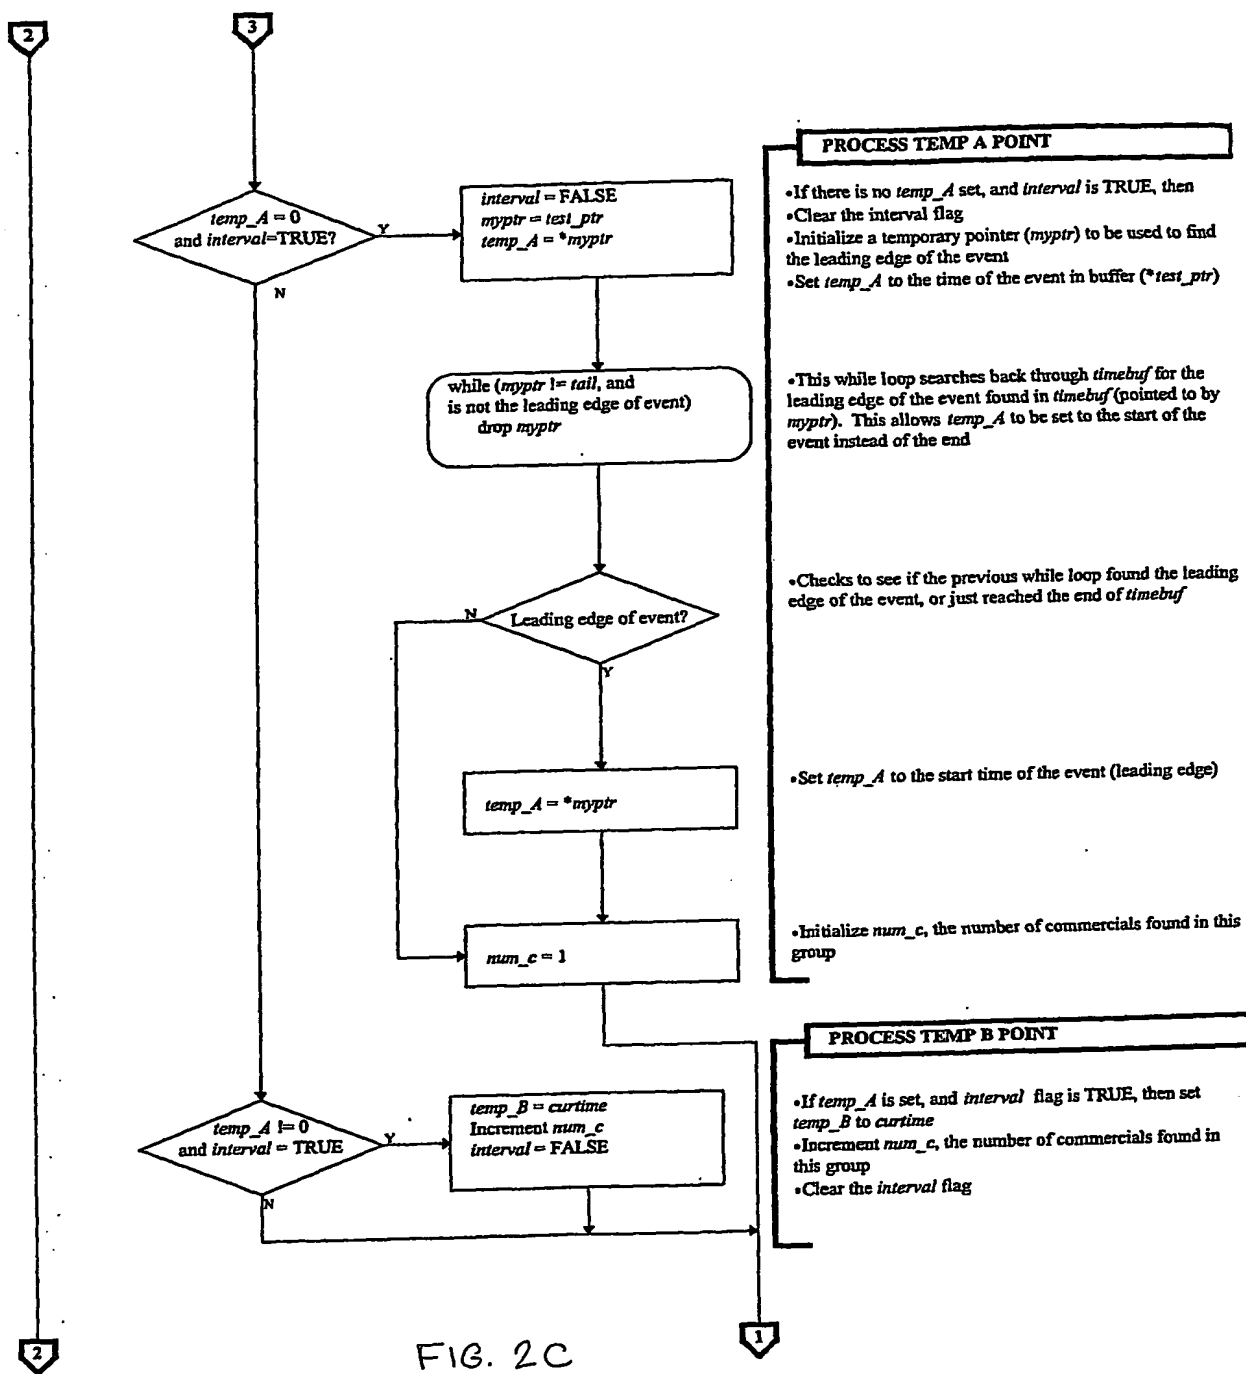 2
3
temp_A = 0
and interval=TRUE?
Y
N
interval = FALSE
myptr = test_ptr
temp_A = *myptr
while (myptr != tail, and
is not the leading edge of event)
drop myptr
N
Leading edge of event?
Y
temp_A = *myptr
num_c = 1
temp_A != 0
and interval = TRUE
Y
N
temp_B = curtime
Increment num_c
interval = FALSE
PROCESS TEMP A POINT
•If there is no temp_A set, and interval is TRUE, then
•Clear the interval flag
•Initialize a temporary pointer (myptr) to be used to find
the leading edge of the event
•Set temp_A to the time of the event in buffer (*test_ptr)
•This while loop searches back through timebuf for the
leading edge of the event found in timebuf (pointed to by
myptr). This allows temp_A to be set to the start of the
event instead of the end
•Checks to see if the previous while loop found the leading
edge of the event, or just reached the end of timebuf
•Set temp_A to the start time of the event (leading edge)
•Initialize num_c, the number of commercials found in this
group
PROCESS TEMP B POINT
•If temp_A is set, and interval flag is TRUE, then set
temp_B to curtime
•Increment num_c, the number of commercials found in
this group
•Clear the interval flag
2
1
FIG. 2C